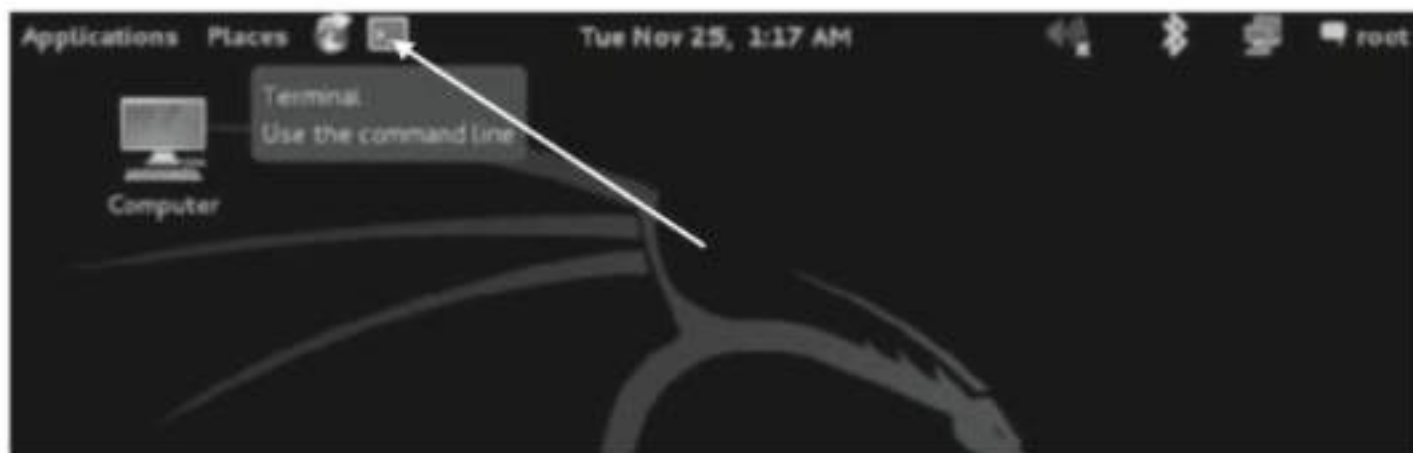 Applications Places Tue Nov 25, 1:17 AM root
Terminal
Use the command line
Computer